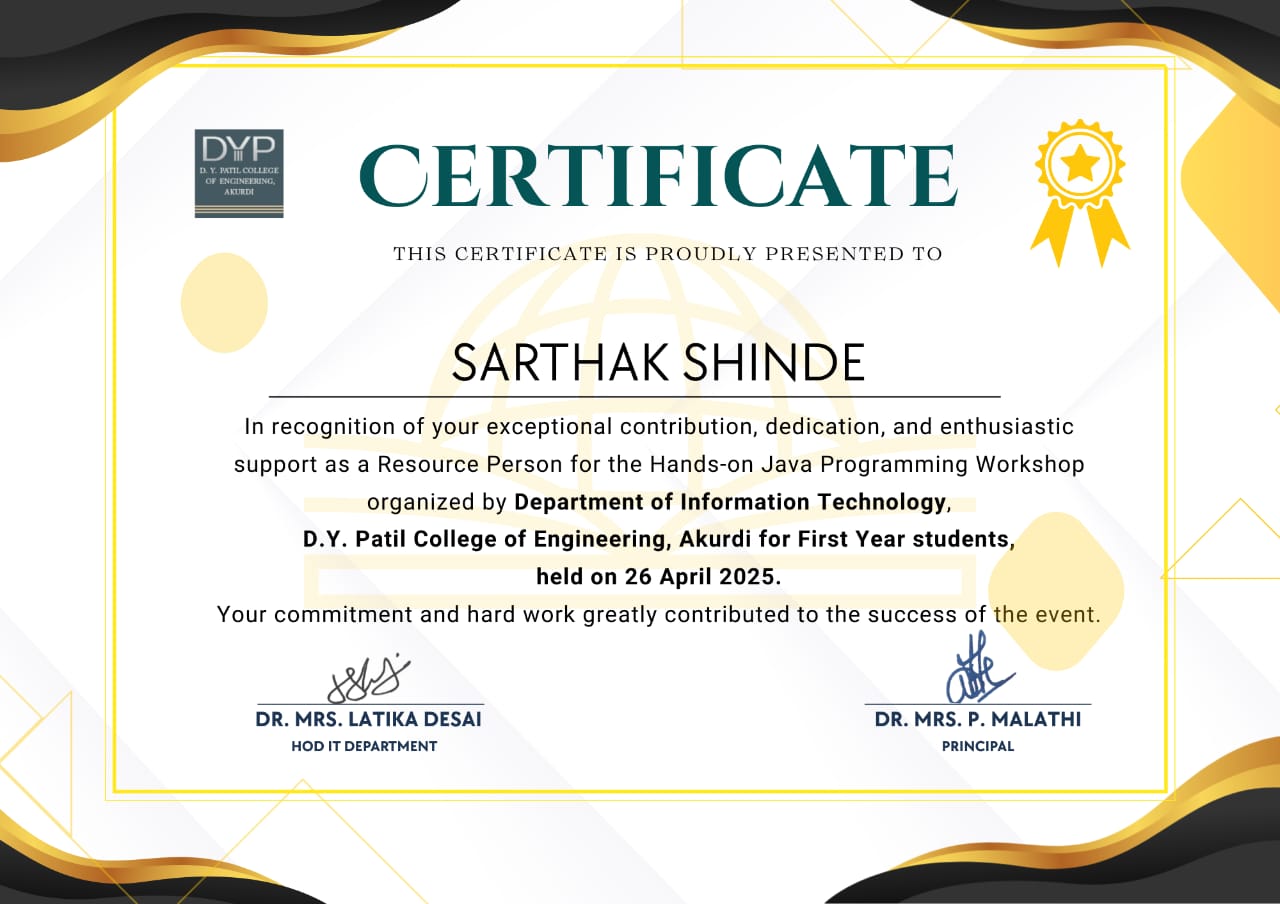 DYP
D. Y. PATIL COLLEGE
OF ENGINEERING,
AKURDI
CERTIFICATE
THIS CERTIFICATE IS PROUDLY PRESENTED TO
SARTHAK SHINDE
In recognition of your exceptional contribution, dedication, and enthusiastic
support as a Resource Person for the Hands-on Java Programming Workshop
organized by Department of Information Technology,
D.Y. Patil College of Engineering, Akurdi for First Year students,
held on 26 April 2025.
Your commitment and hard work greatly contributed to the success of the event.
DR. MRS. LATIKA DESAI
HOD IT DEPARTMENT
DR. MRS. P. MALATHI
PRINCIPAL